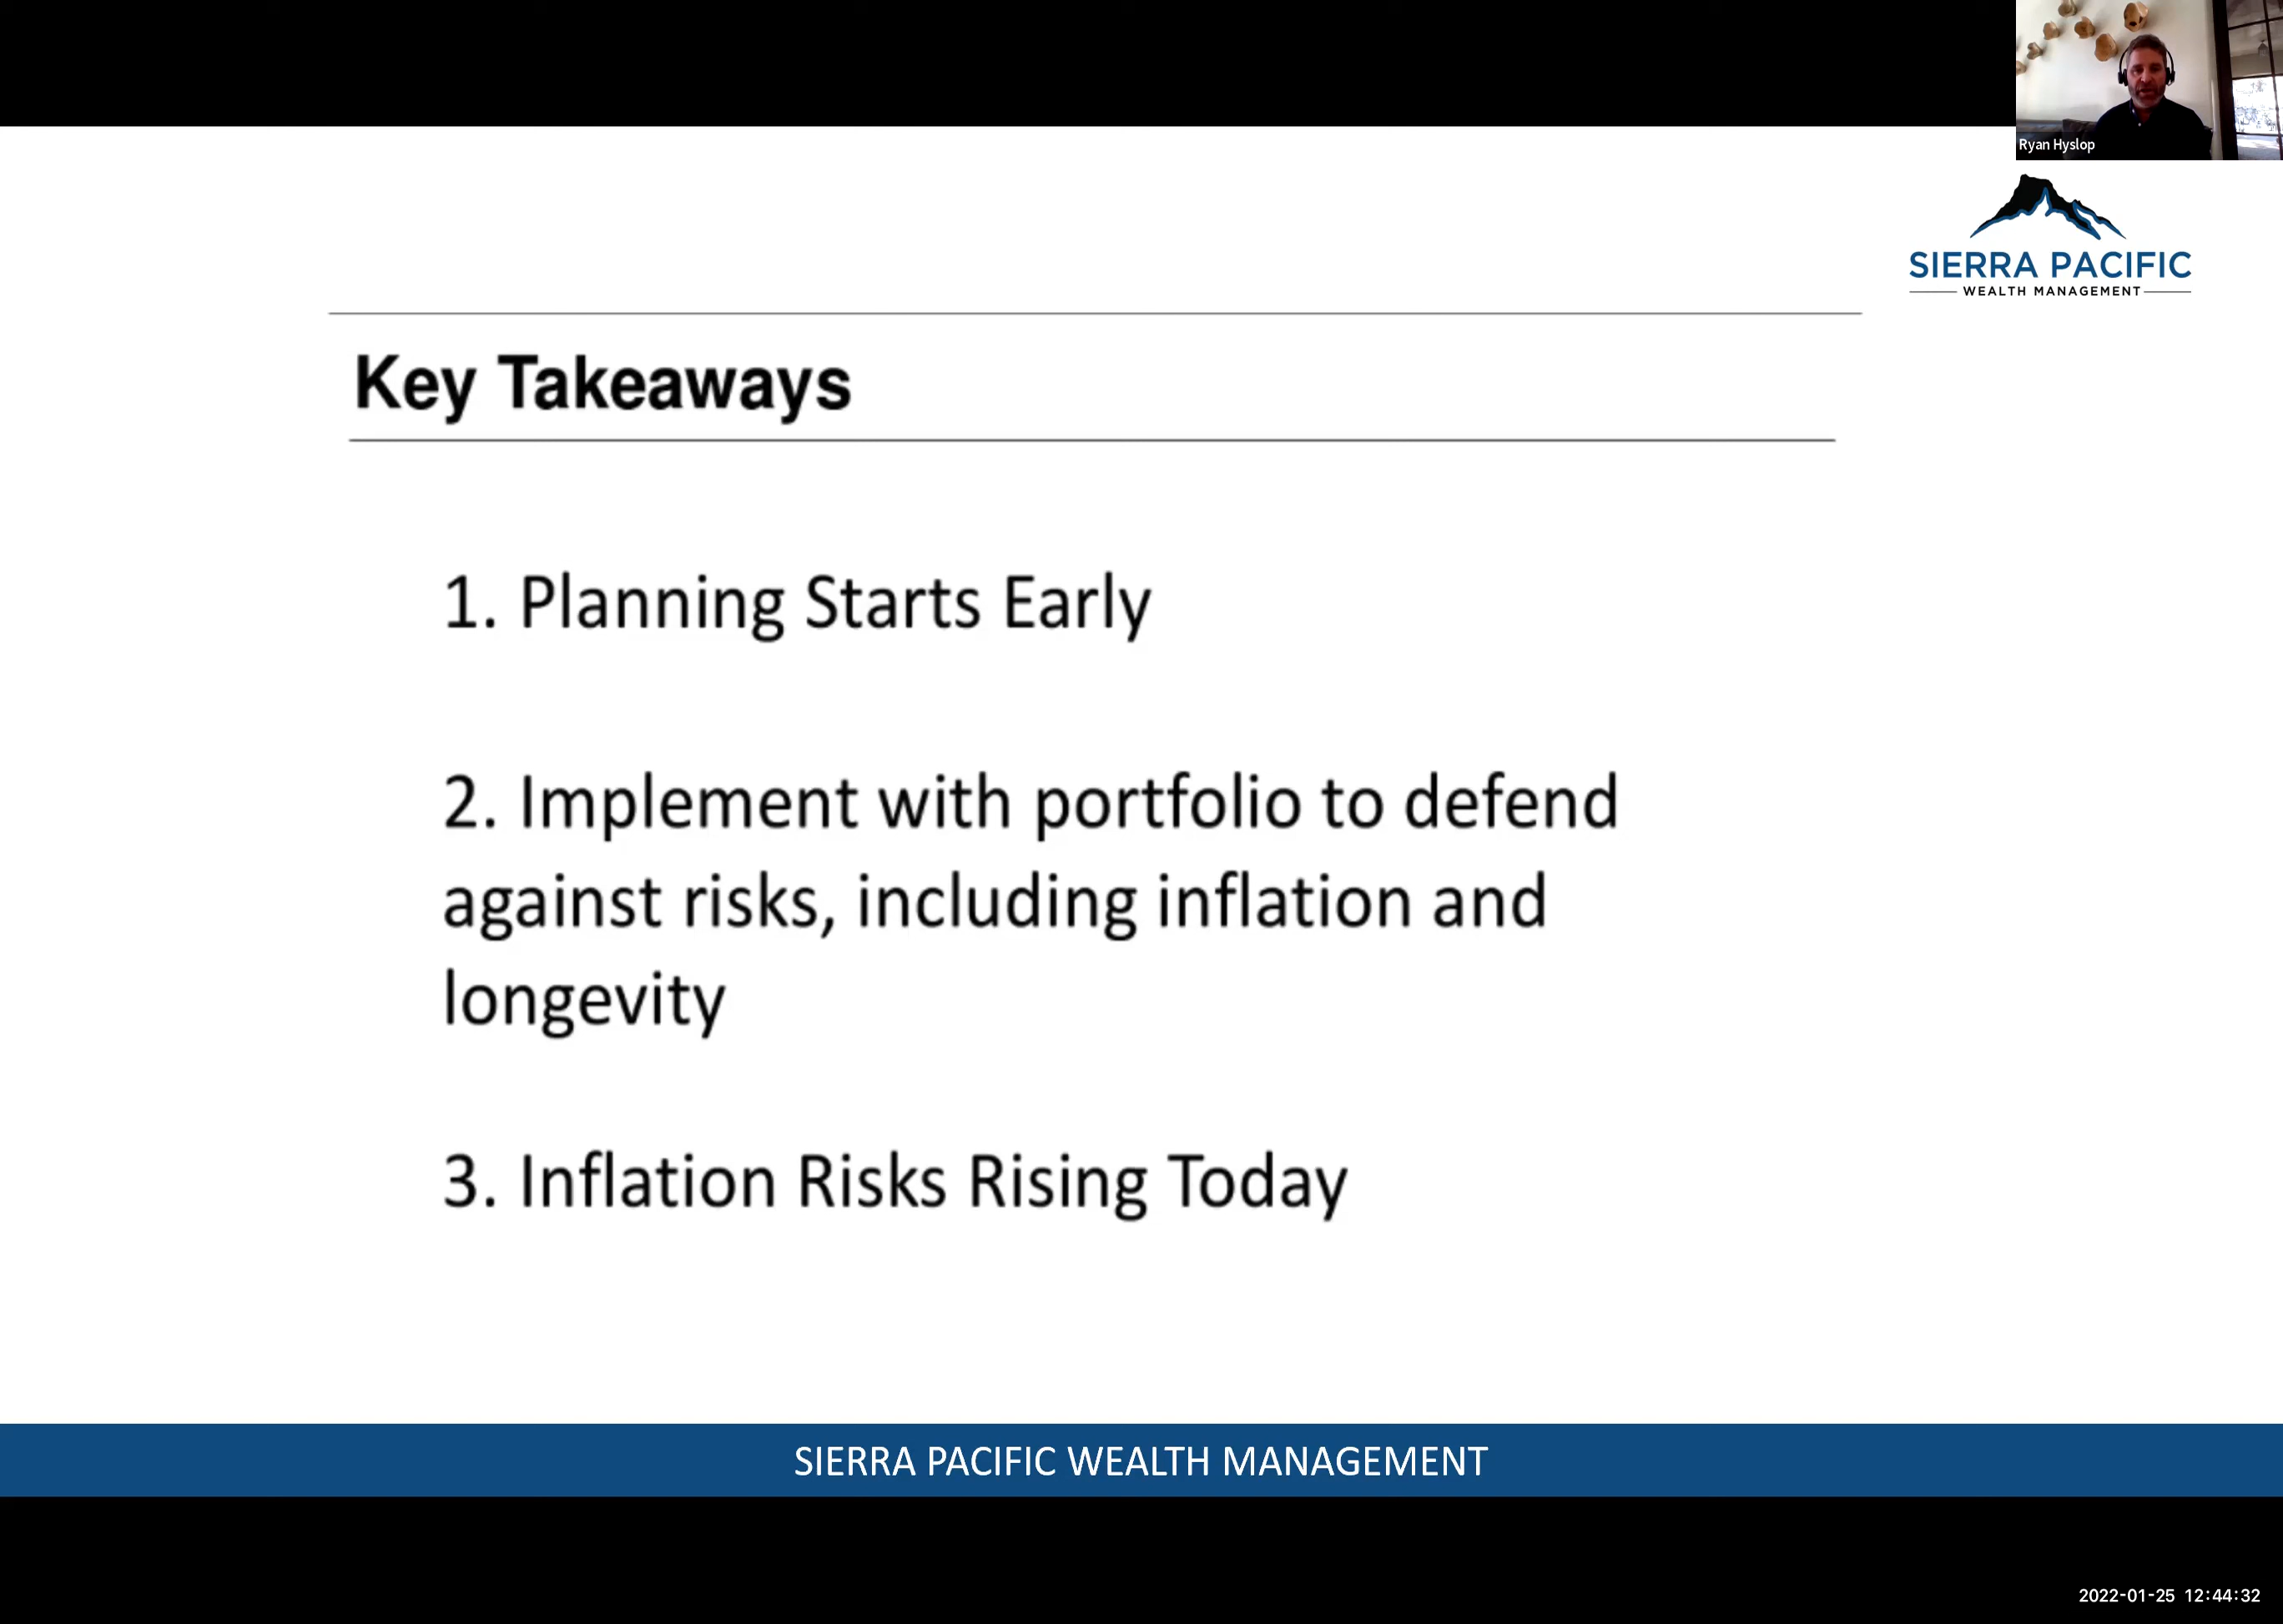 Ryan Hyslop
SIERRA PACIFIC
WEALTH MANAGEMENT
Key Takeaways
1. Planning Starts Early
2. Implement with portfolio to defend
against risks, including inflation and
longevity
3. Inflation Risks Rising Today
SIERRA PACIFIC WEALTH MANAGEMENT
2022-01-25 12:44:32